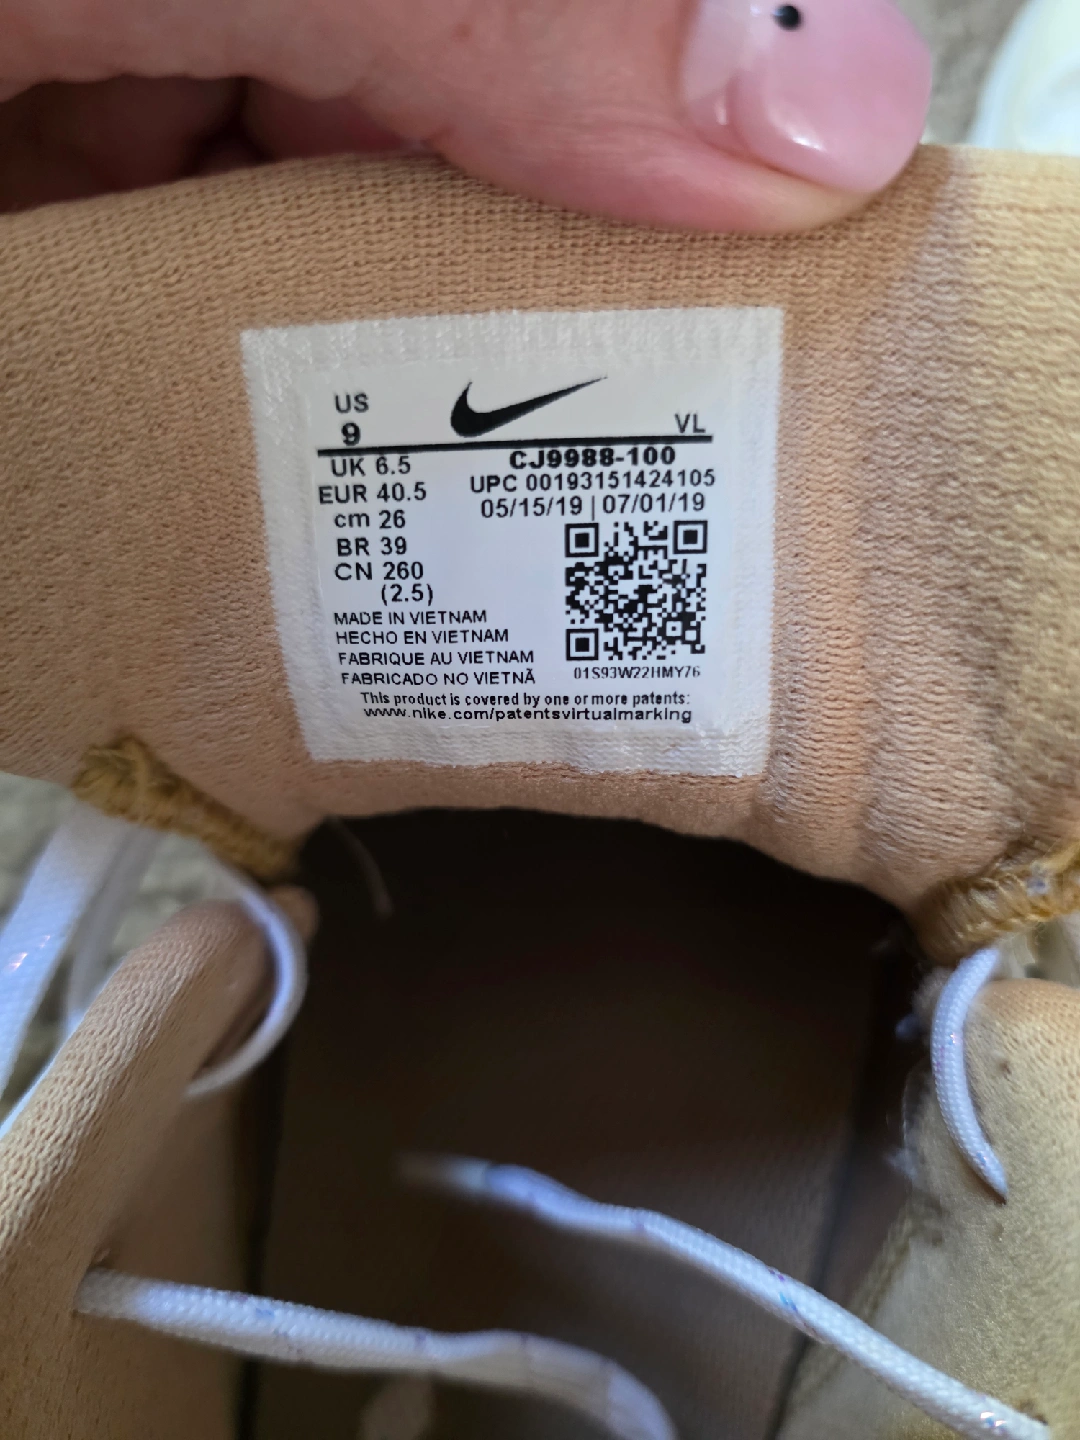 US
9
VL
UK 6.5
CJ9988-100
EUR 40.5
UPC 00193151424105
cm 26
05/15/19 | 07/01/19
BR 39
CN 260
(2.5)
MADE IN VIETNAM
HECHO EN VIETNAM
FABRIQUE AU VIETNAM
FABRICADO NO VIETNÃ
01S93W22HMY76
This product is covered by one or more patents:
www.nike.com/patentsvirtualmarking